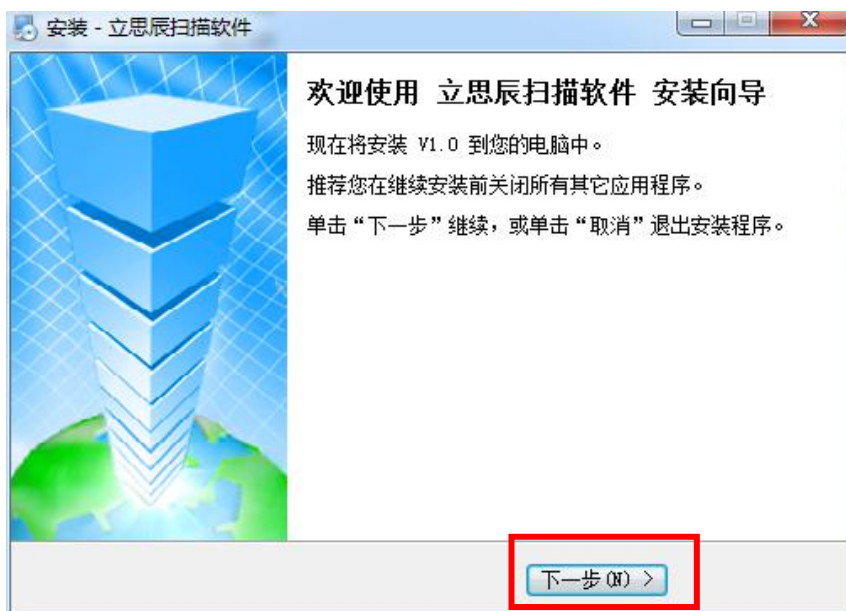 安装 - 立思辰扫描软件
欢迎使用 立思辰扫描软件 安装向导
现在将安装 V1.0 到您的电脑中。
推荐您在继续安装前关闭所有其它应用程序。
单击“下一步”继续，或单击“取消”退出安装程序。
下一步(N) >